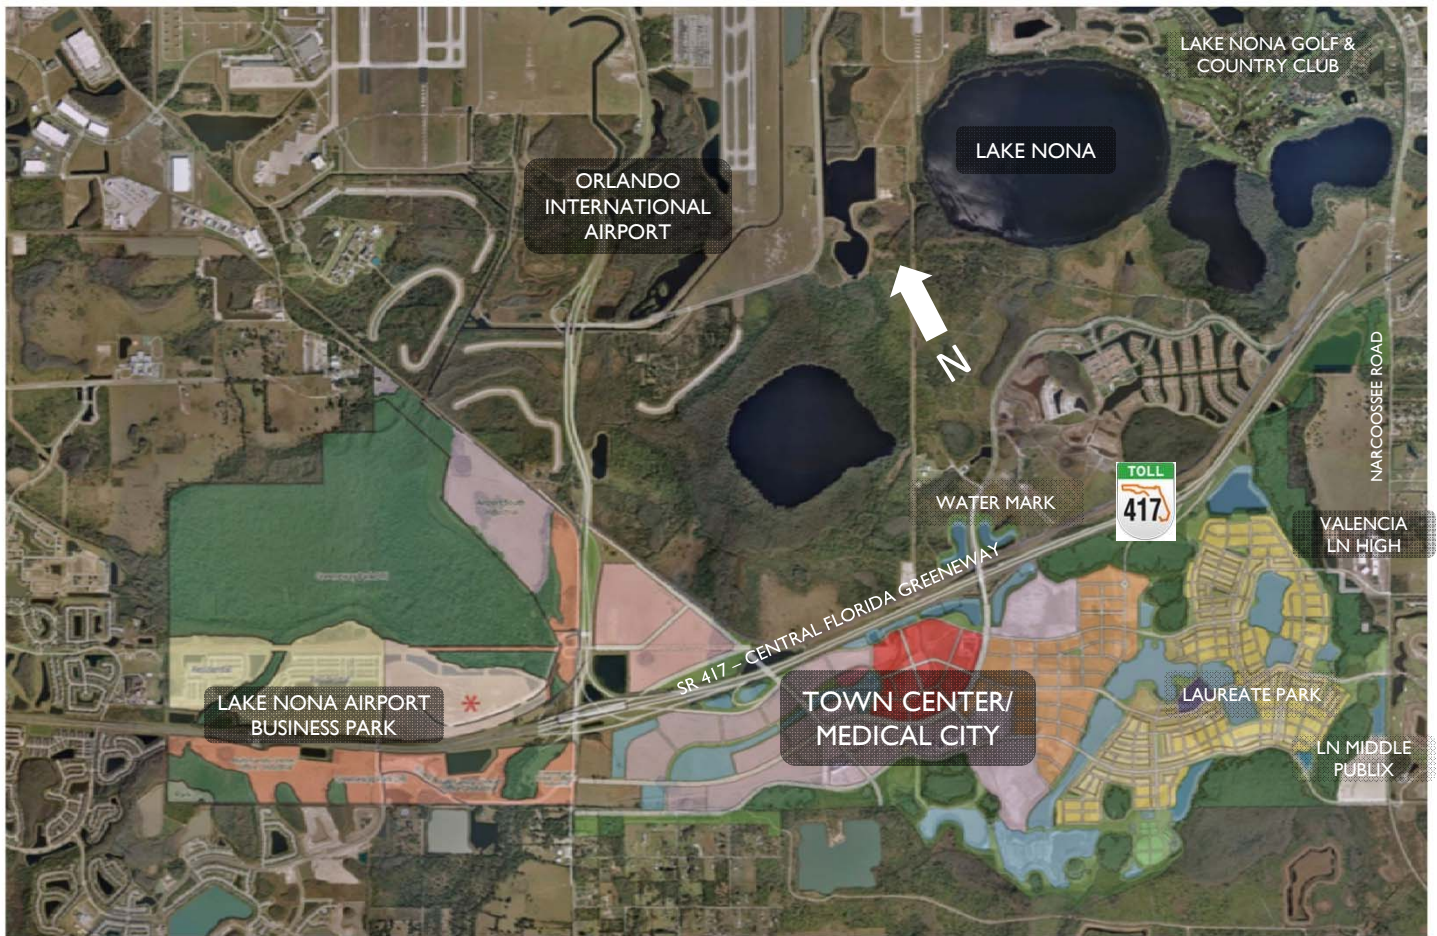 LAKE NONA GOLF &
COUNTRY CLUB
LAKE NONA
ORLANDO
INTERNATIONAL
AIRPORT
N
NARCOOSSEE ROAD
TOLL
417
WATER MARK
VALENCIA
LN HIGH
SR 417 – CENTRAL FLORIDA GREENEWAY
LAKE NONA AIRPORT
BUSINESS PARK
*
TOWN CENTER/
MEDICAL CITY
LAUREATE PARK
LN MIDDLE
PUBLIX